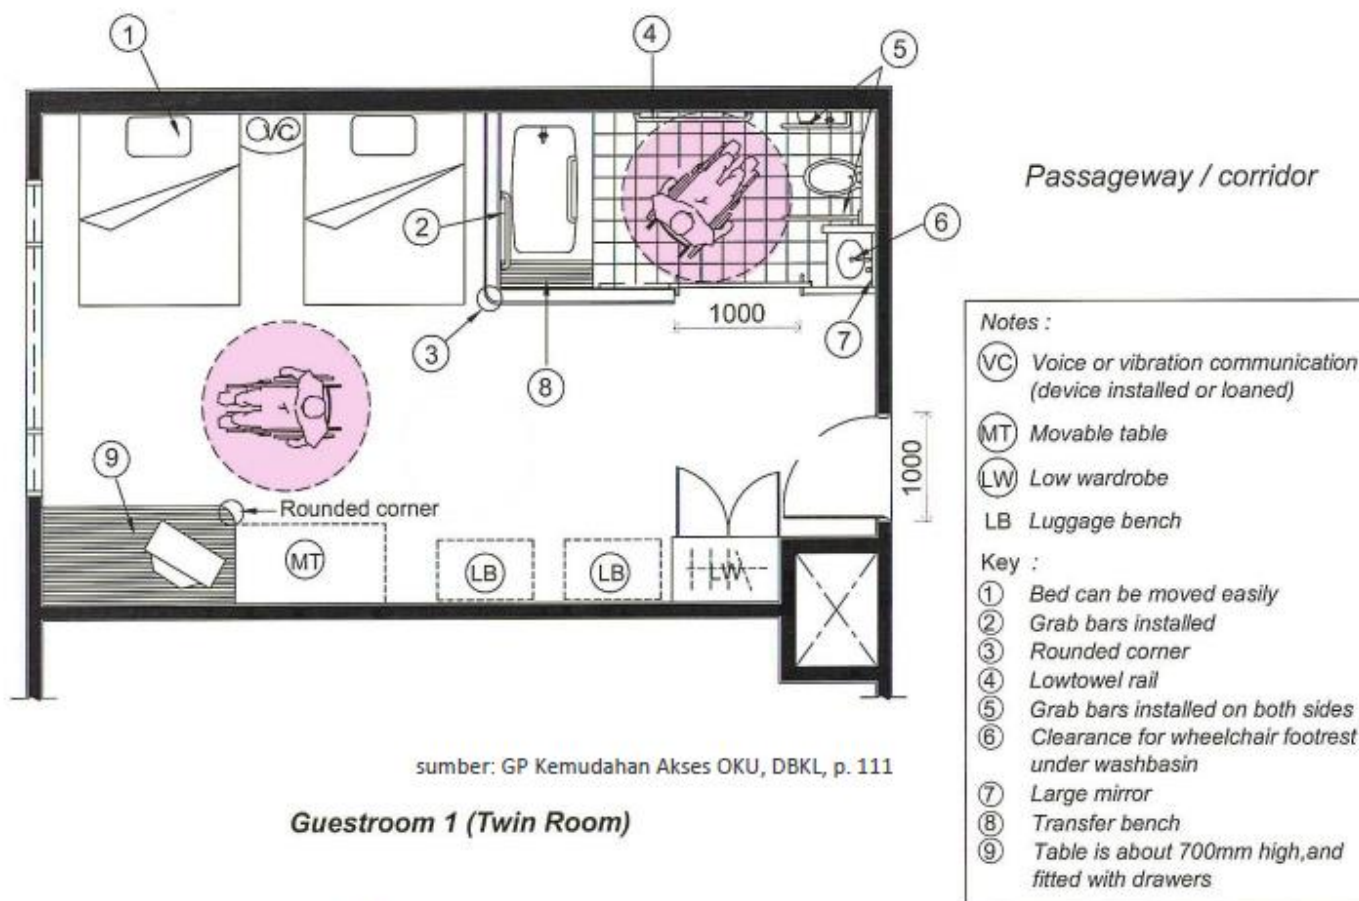 1
4
5
VC
Passageway / corridor
2
6
3
1000
7
8
1000
9
Rounded corner
MT
LB
LB
LW
Notes :
VC Voice or vibration communication
(device installed or loaned)
MT Movable table
LW Low wardrobe
LB Luggage bench
Key :
1 Bed can be moved easily
2 Grab bars installed
3 Rounded corner
4 Lowtowel rail
5 Grab bars installed on both sides
6 Clearance for wheelchair footrest
under washbasin
7 Large mirror
8 Transfer bench
9 Table is about 700mm high,and
fitted with drawers
sumber: GP Kemudahan Akses OKU, DBKL, p. 111
Guestroom 1 (Twin Room)